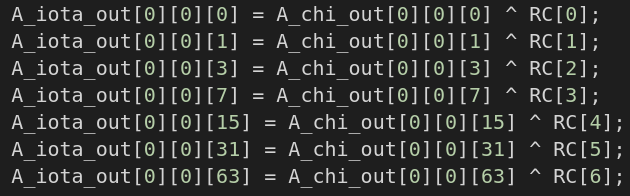 A_iota_out[0][0][0] = A_chi_out[0][0][0] ^ RC[0];
A_iota_out[0][0][1] = A_chi_out[0][0][1] ^ RC[1];
A_iota_out[0][0][3] = A_chi_out[0][0][3] ^ RC[2];
A_iota_out[0][0][7] = A_chi_out[0][0][7] ^ RC[3];
A_iota_out[0][0][15] = A_chi_out[0][0][15] ^ RC[4];
A_iota_out[0][0][31] = A_chi_out[0][0][31] ^ RC[5];
A_iota_out[0][0][63] = A_chi_out[0][0][63] ^ RC[6];